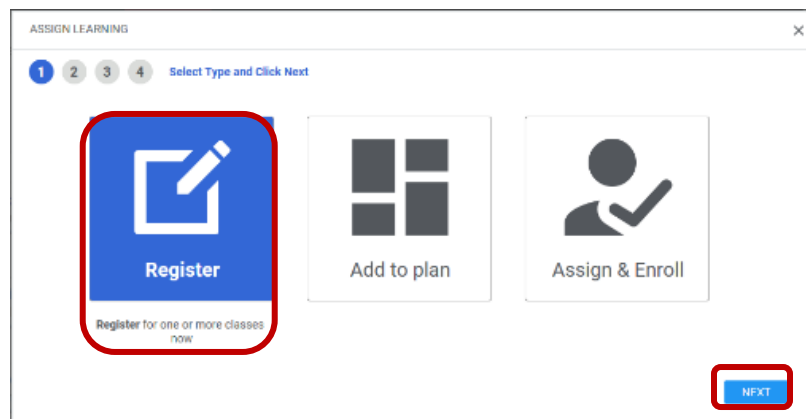 ASSIGN LEARNING
×
1 2 3 4 Select Type and Click Next
Register Add to plan Assign & Enroll
Register for one or more classes
now
NEXT